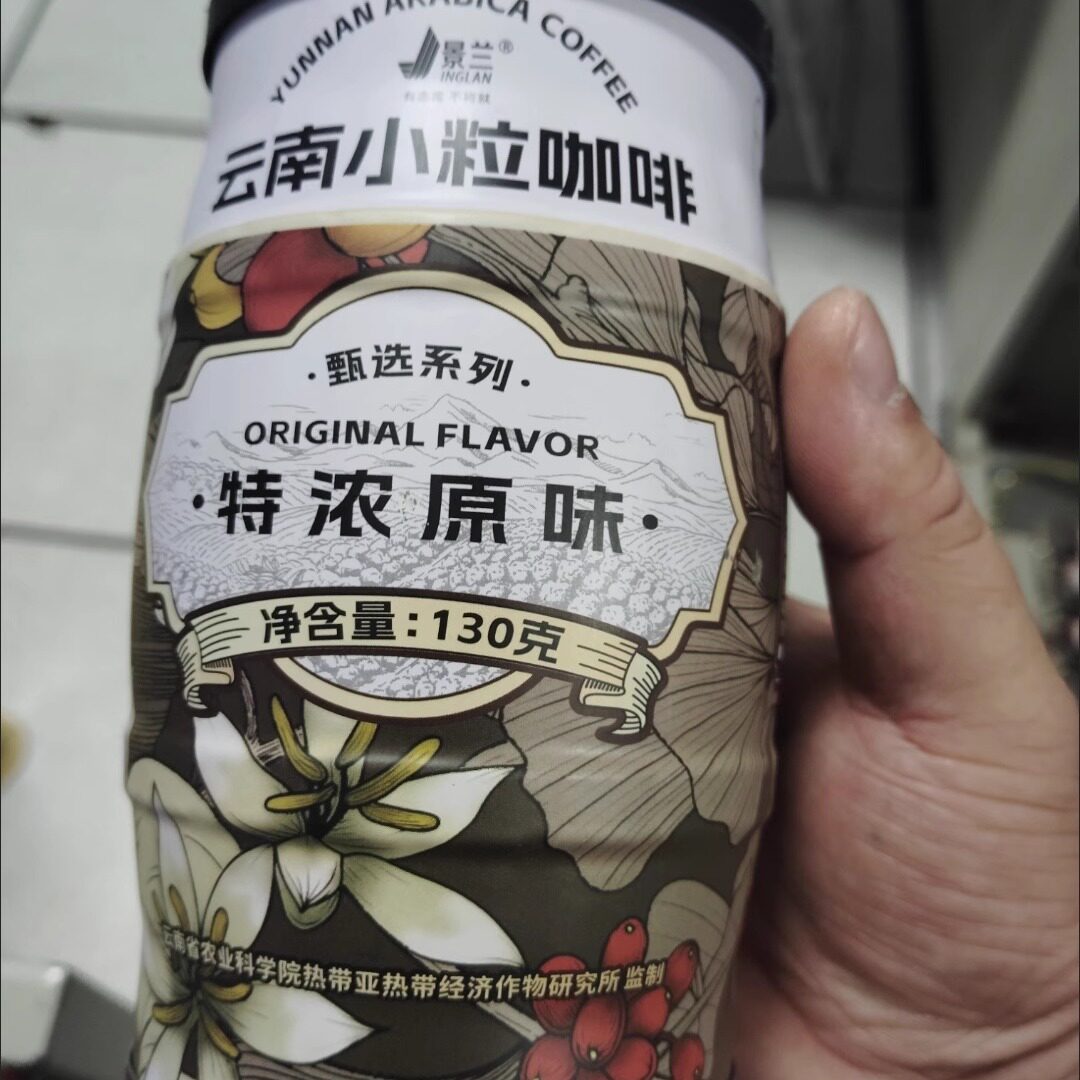 YUNNAN ARABICA COFFEE
景兰®
JINGLAN
云南小粒咖啡
·甄选系列·
ORIGINAL FLAVOR
·特浓原味·
净含量:130克
云南省农业科学院热带亚热带经济作物研究所 监制